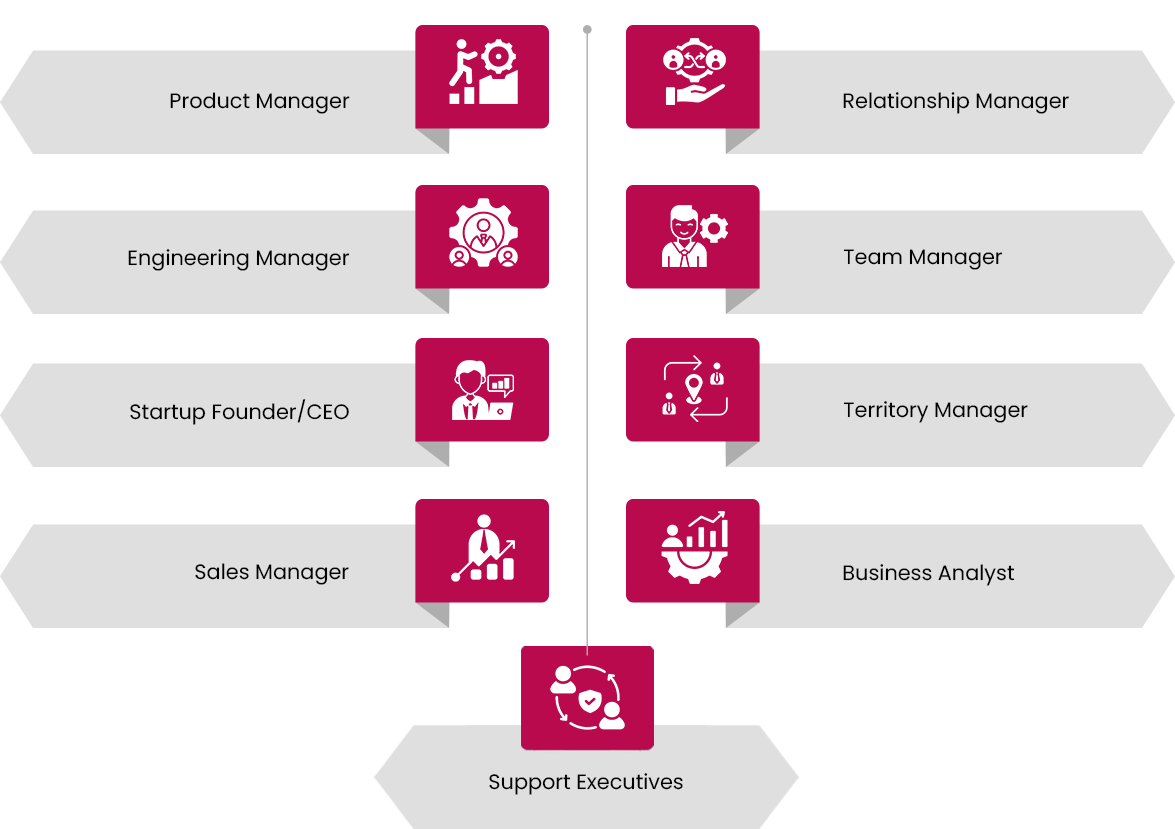 Product Manager
Relationship Manager
Engineering Manager
Team Manager
Startup Founder/CEO
Territory Manager
Sales Manager
Business Analyst
Support Executives